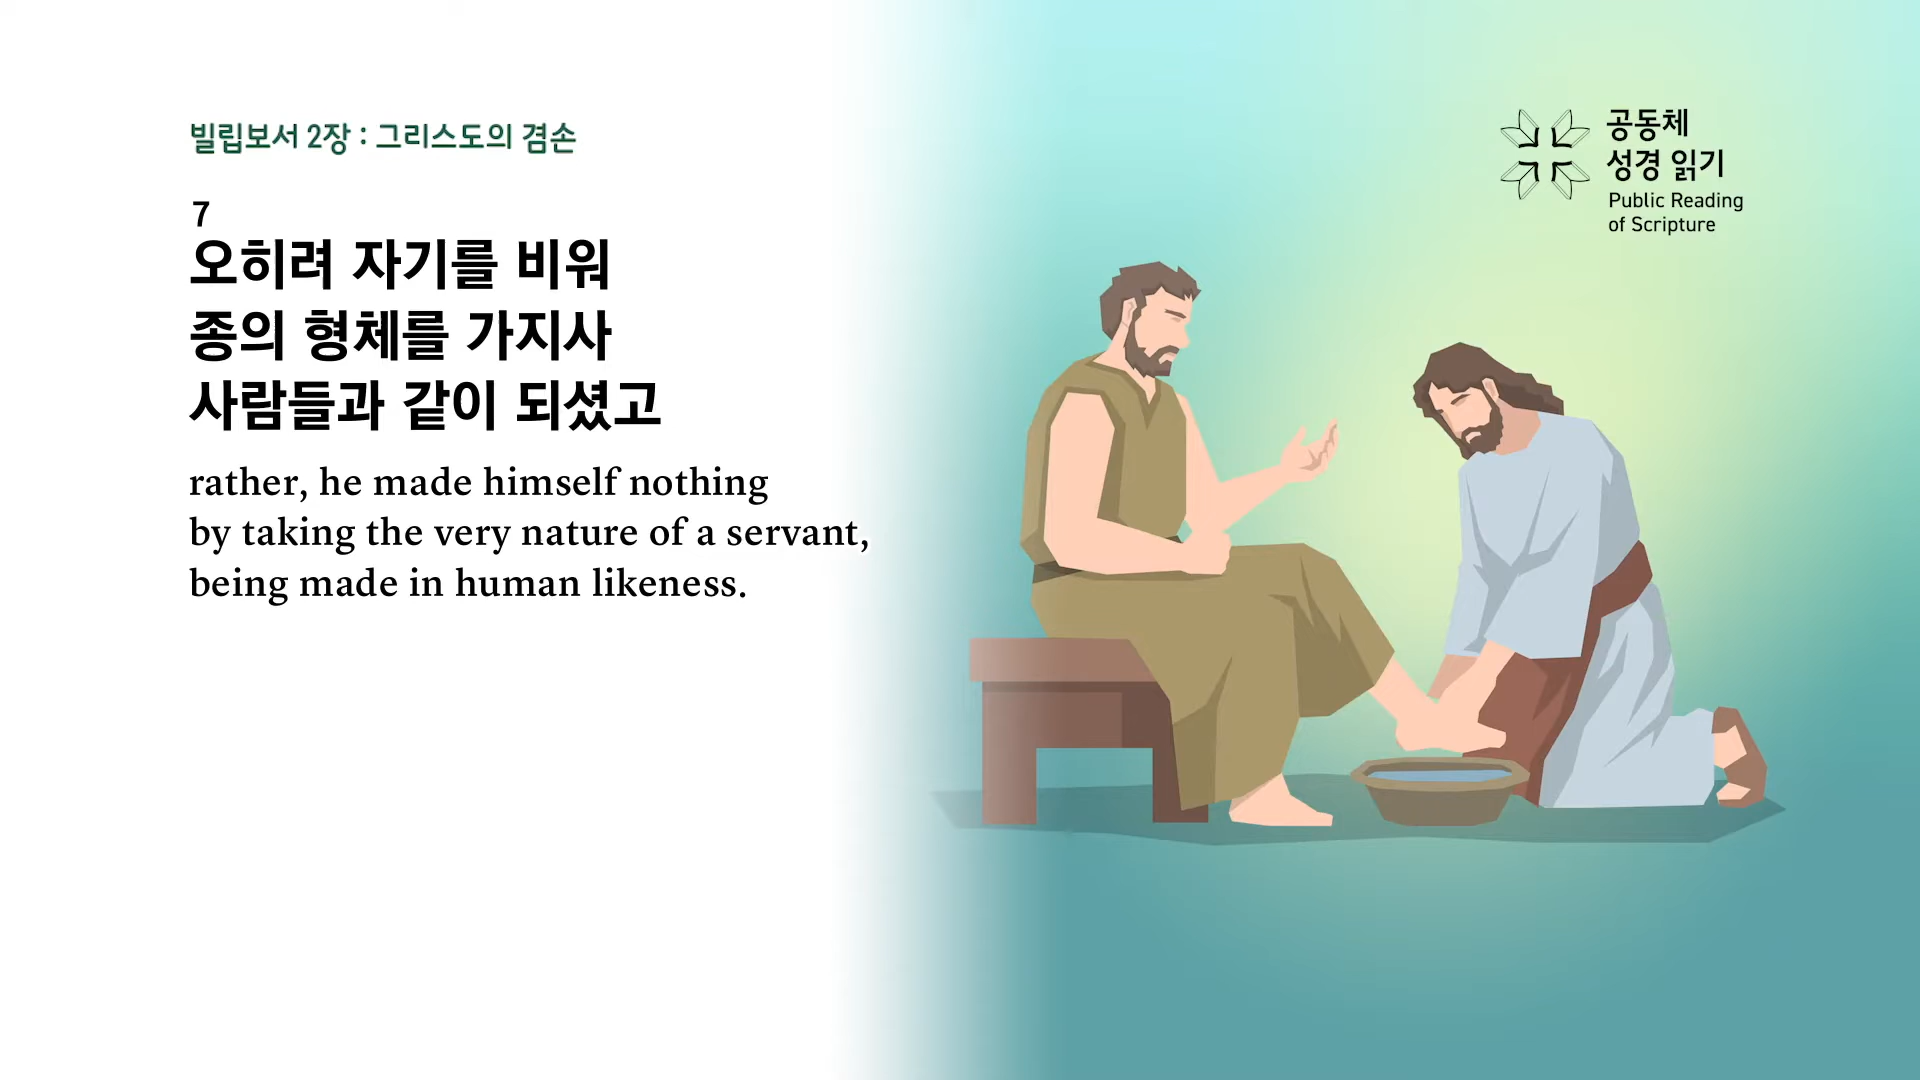 빌립보서 2장 : 그리스도의 겸손
7
오히려 자기를 비워
종의 형체를 가지사
사람들과 같이 되셨고
rather, he made himself nothing
by taking the very nature of a servant,
being made in human likeness.
공동체
성경 읽기
Public Reading
of Scripture